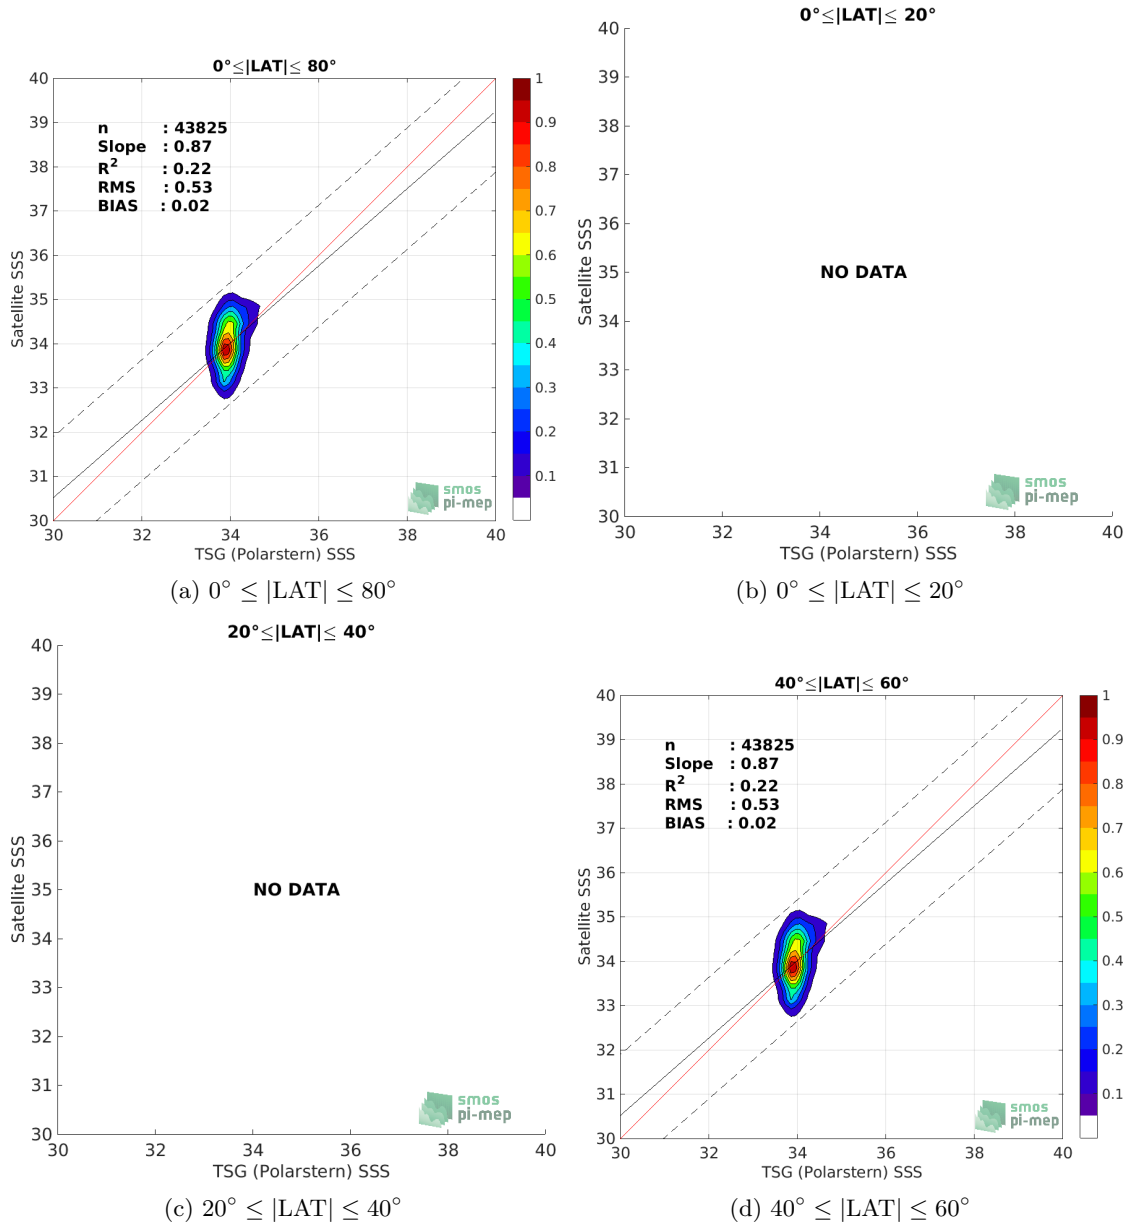 0°≤|LAT|≤ 80°
40
39
38
37
36
35
34
33
32
31
30
Satellite SSS
n : 43825
Slope : 0.87
R² : 0.22
RMS : 0.53
BIAS : 0.02
1
0.9
0.8
0.7
0.6
0.5
0.4
0.3
0.2
0.1
smos
pi-mep
30 32 34 36 38 40
TSG (Polarstern) SSS
(a) 0° ≤ |LAT| ≤ 80°
0°≤|LAT|≤ 20°
40
39
38
37
36
35
34
33
32
31
30
Satellite SSS
NO DATA
smos
pi-mep
30 32 34 36 38 40
TSG (Polarstern) SSS
(b) 0° ≤ |LAT| ≤ 20°
20°≤|LAT|≤ 40°
40
39
38
37
36
35
34
33
32
31
30
Satellite SSS
NO DATA
smos
pi-mep
30 32 34 36 38 40
TSG (Polarstern) SSS
(c) 20° ≤ |LAT| ≤ 40°
40°≤|LAT|≤ 60°
40
39
38
37
36
35
34
33
32
31
30
Satellite SSS
n : 43825
Slope : 0.87
R² : 0.22
RMS : 0.53
BIAS : 0.02
1
0.9
0.8
0.7
0.6
0.5
0.4
0.3
0.2
0.1
smos
pi-mep
30 32 34 36 38 40
TSG (Polarstern) SSS
(d) 40° ≤ |LAT| ≤ 60°